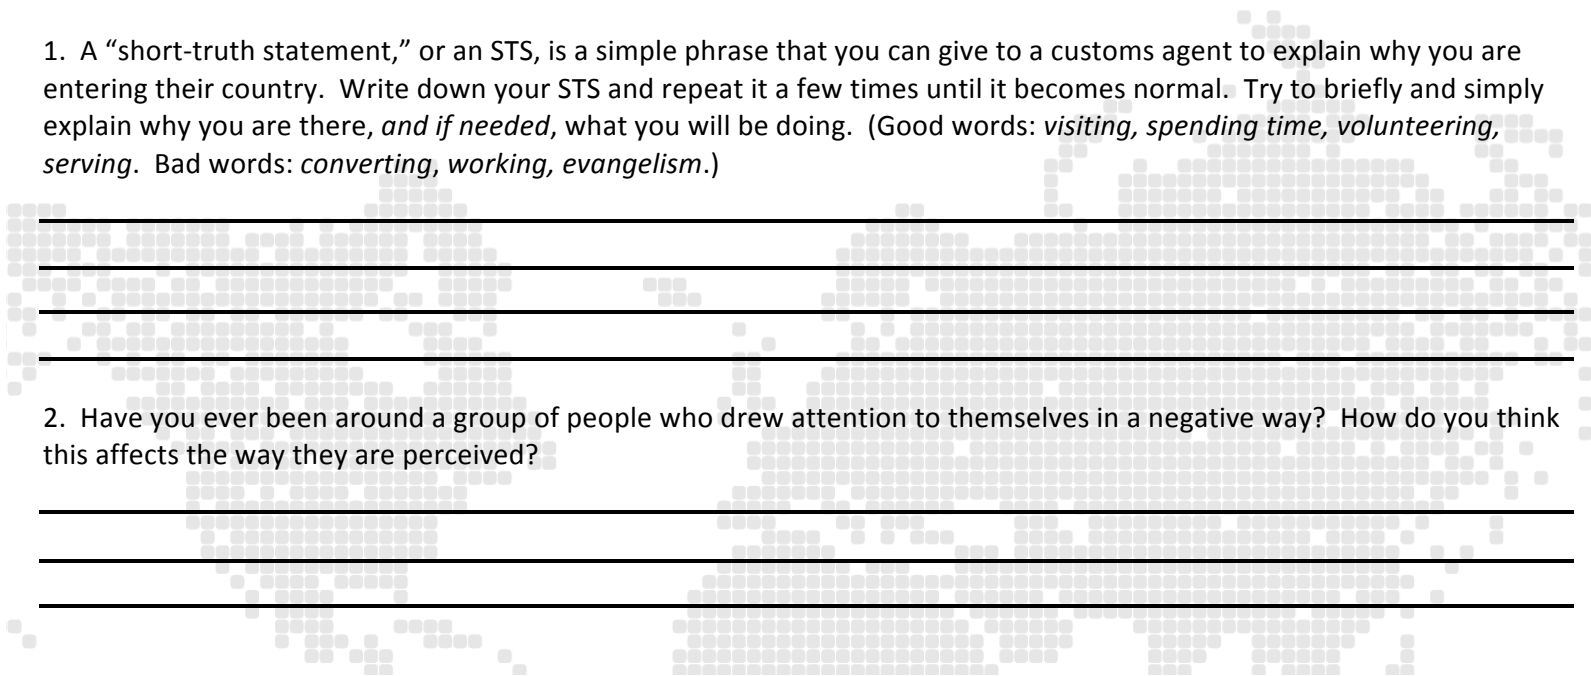 1.  A “short-truth statement,” or an STS, is a simple phrase that you can give to a customs agent to explain why you are
entering their country.  Write down your STS and repeat it a few times until it becomes normal.  Try to briefly and simply
explain why you are there, and if needed, what you will be doing.  (Good words: visiting, spending time, volunteering,
serving.  Bad words: converting, working, evangelism.)
2.  Have you ever been around a group of people who drew attention to themselves in a negative way?  How do you think
this affects the way they are perceived?